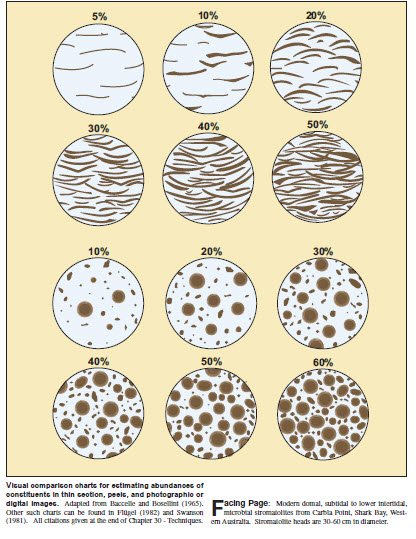 5%
10%
20%
30%
40%
50%
10%
20%
30%
40%
50%
60%
Visual comparison charts for estimating abundances of
constituents in thin section, peels, and photographic or
digital images. Adapted from Baccelle and Bosellini (1965).
Other such charts can be found in Flügel (1982) and Swanson
(1981). All citations given at the end of Chapter 30 - Techniques.
Facing Page: Modern domal, subtidal to lower intertidal,
microbial stromatolites from Carbla Point, Shark Bay, West-
ern Australia. Stromatolite heads are 30-60 cm in diameter.